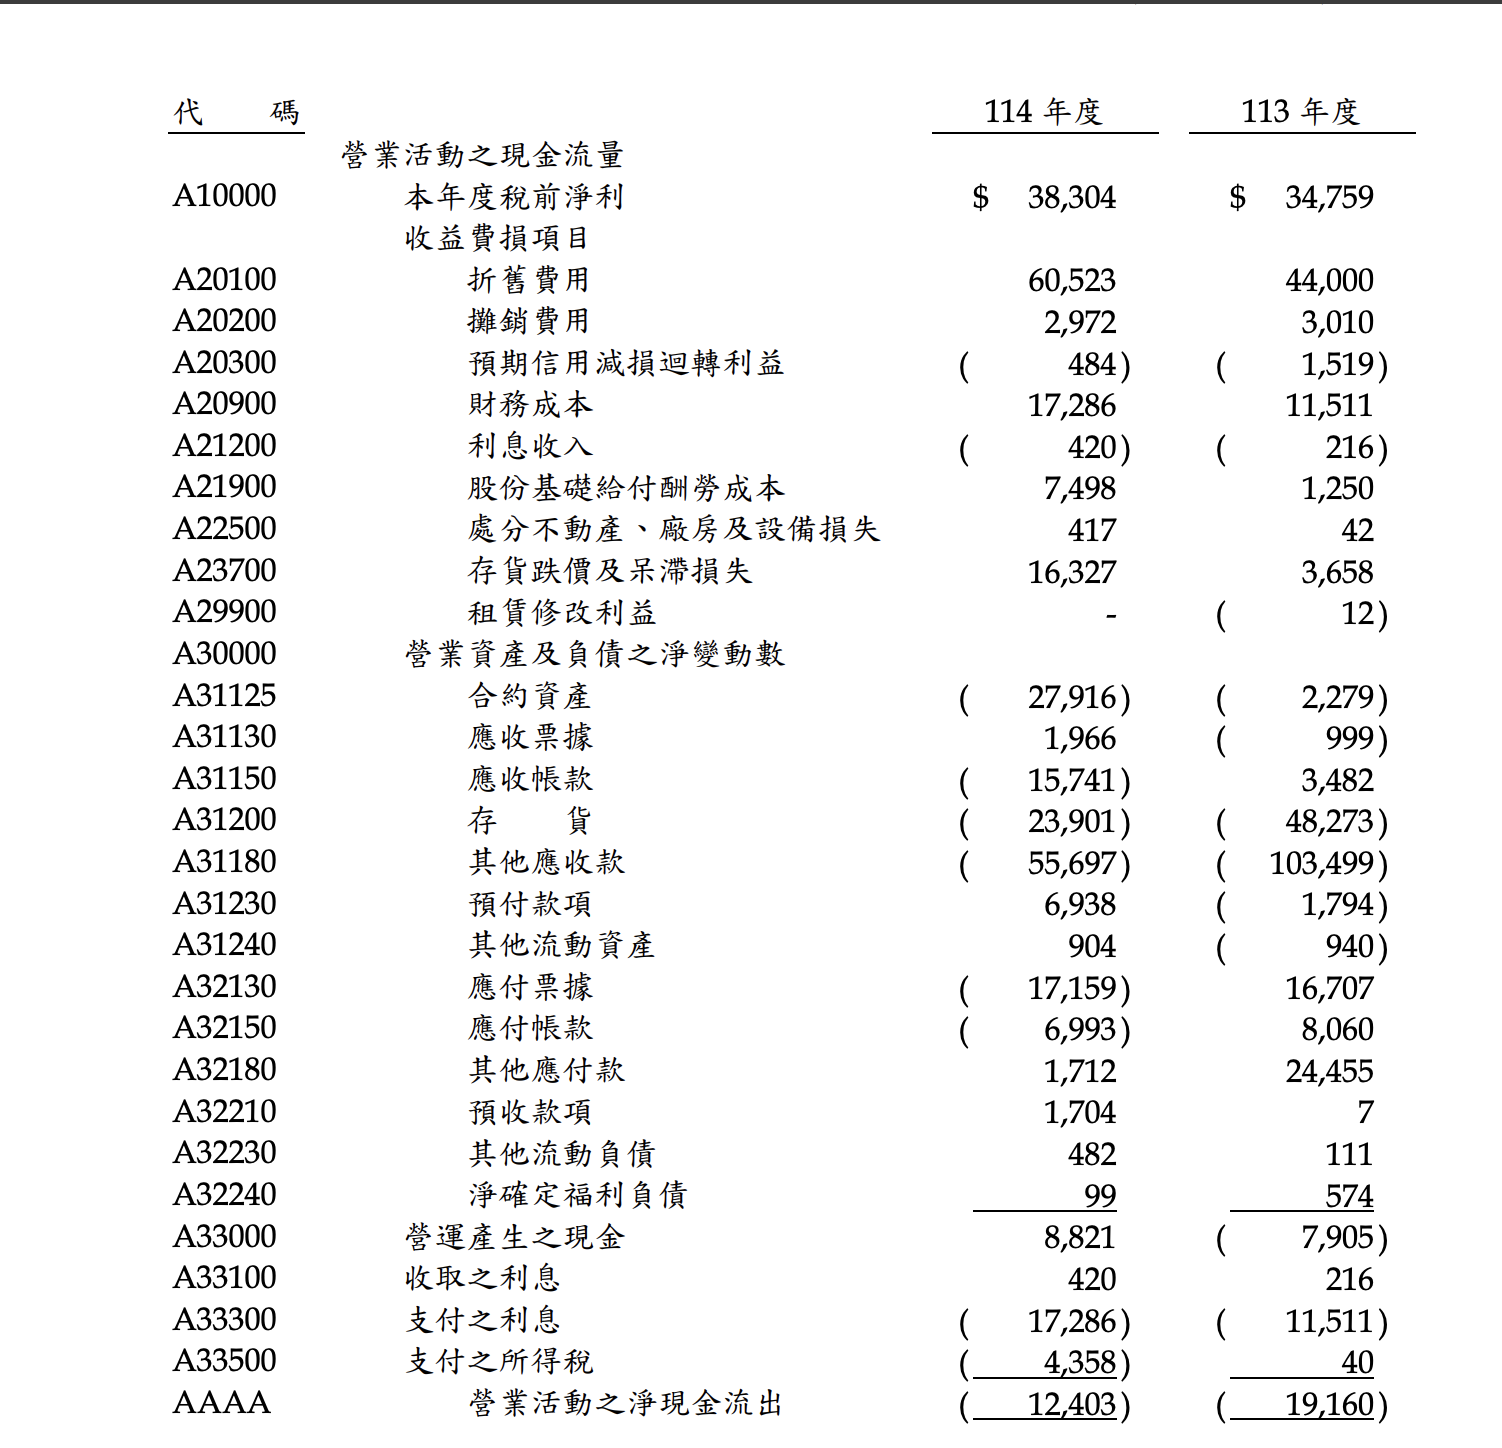 代　　碼 114 年度 113 年度
營業活動之現金流量
A10000 本年度稅前淨利 $ 38,304 $ 34,759
收益費損項目
A20100 折舊費用 60,523 44,000
A20200 攤銷費用 2,972 3,010
A20300 預期信用減損迴轉利益 ( 484) ( 1,519)
A20900 財務成本 17,286 11,511
A21200 利息收入 ( 420) ( 216)
A21900 股份基礎給付酬勞成本 7,498 1,250
A22500 處分不動產、廠房及設備損失 417 42
A23700 存貨跌價及呆滯損失 16,327 3,658
A29900 租賃修改利益 - ( 12)
A30000 營業資產及負債之淨變動數
A31125 合約資產 ( 27,916) ( 2,279)
A31130 應收票據 1,966 ( 999)
A31150 應收帳款 ( 15,741) 3,482
A31200 存　　貨 ( 23,901) ( 48,273)
A31180 其他應收款 ( 55,697) ( 103,499)
A31230 預付款項 6,938 ( 1,794)
A31240 其他流動資產 904 ( 940)
A32130 應付票據 ( 17,159) 16,707
A32150 應付帳款 ( 6,993) 8,060
A32180 其他應付款 1,712 24,455
A32210 預收款項 1,704 7
A32230 其他流動負債 482 111
A32240 淨確定福利負債 99 574
A33000 營運產生之現金 8,821 ( 7,905)
A33100 收取之利息 420 216
A33300 支付之利息 ( 17,286) ( 11,511)
A33500 支付之所得稅 ( 4,358) 40
AAAA 營業活動之淨現金流出 ( 12,403) ( 19,160)